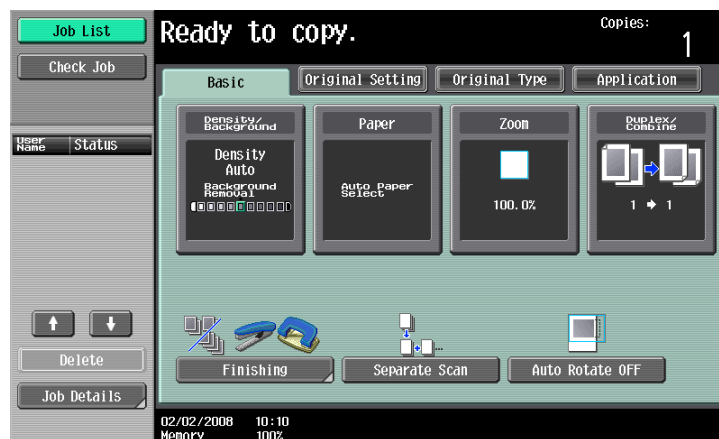 Job List
Check Job
User Name
Status
Delete
Job Details
Ready to copy.
Copies:
1
Basic
Original Setting
Original Type
Application
Density/
Background
Density
Auto
Background
Removal
Paper
Auto Paper
Select
Zoom
100.0%
Duplex/
Combine
1 → 1
Finishing
Separate Scan
Auto Rotate OFF
02/02/2008 10:10
Memory 100%